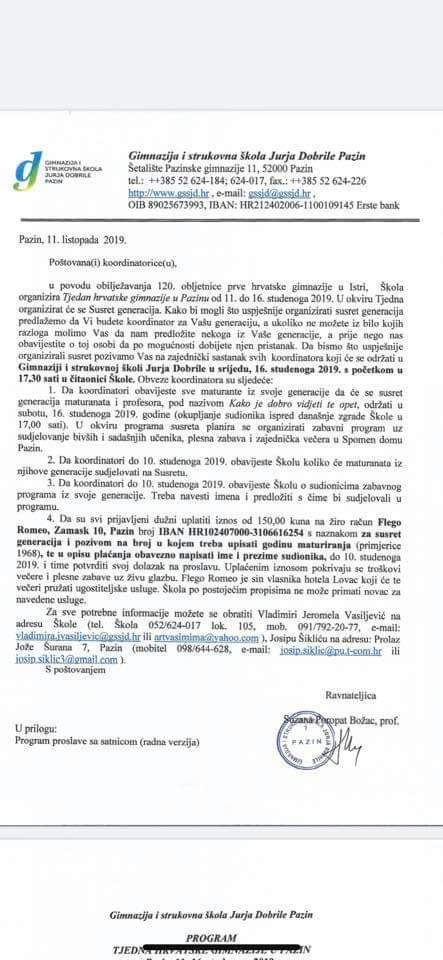 GIMNAZIJA I
STRUKOVNA ŠKOLA
JURJA DOBRILE
PAZIN
Gimnazija i strukovna škola Jurja Dobrile Pazin
Šetalište Pazinske gimnazije 11, 52000 Pazin
tel.: ++385 52 624-184; 624-017, fax.: ++385 52 624-226
http://www.gssjd.hr , e-mail: gssjd@gssjd.hr ,
OIB 89025673993, IBAN: HR212402006-1100109145 Erste bank
Pazin, 11. listopada 2019.
Poštovana(i) koordinatorice(u),
u povodu obilježavanja 120. obljetnice prve hrvatske gimnazije u Istri, Škola
organizira Tjedan hrvatske gimnazije u Pazinu od 11. do 16. studenoga 2019. U okviru Tjedna
organizirat će se Susret generacija. Kako bi mogli što uspješnije organizirati susret generacija
predlažemo da Vi budete koordinator za Vašu generaciju, a ukoliko ne možete iz bilo kojih
razloga molimo Vas da nam predložite nekoga iz Vaše generacije, a prije nego nas
obavijestite o toj osobi da po mogućnosti dobijete njen pristanak. Da bismo što uspješnije
organizirali susret pozivamo Vas na zajednički sastanak svih koordinatora koji će se održati u
Gimnaziji i strukovnoj školi Jurja Dobrile u srijedu, 16. studenoga 2019. s početkom u
17,30 sati u čitaonici Škole. Obveze koordinatora su sljedeće:
1. Da koordinatori obavijeste sve maturante iz svoje generacije da će se susret
generacija maturanata i profesora, pod nazivom Kako je dobro vidjeti te opet, održati u
subotu, 16. studenoga 2019. godine (okupljanje sudionika ispred današnje zgrade Škole u
17,00 sati). U okviru programa susreta planira se organizirati zabavni program uz
sudjelovanje bivših i sadašnjih učenika, plesna zabava i zajednička večera u Spomen domu
Pazin.
2. Da koordinatori do 10. studenoga 2019. obavijeste Školu koliko će maturanata iz
njihove generacije sudjelovati na Susretu.
3. Da koordinatori do 10. studenoga 2019. obavijeste Školu o sudionicima zabavnog
programa iz svoje generacije. Treba navesti imena i predložiti s čime bi sudjelovali u
programu.
4. Da su svi prijavljeni dužni uplatiti iznos od 150,00 kuna na žiro račun Flego
Romeo, Zamask 10, Pazin broj IBAN HR102407000-3106616254 s naznakom za susret
generacija i pozivom na broj u kojem treba upisati godinu maturiranja (primjerice
1968), te u opisu plaćanja obavezno napisati ime i prezime sudionika, do 10. studenoga
2019. i time potvrditi svoj dolazak na proslavu. Uplaćenim iznosom pokrivaju se troškovi
večere i plesne zabave uz živu glazbu. Flego Romeo je sin vlasnika hotela Lovac koji će te
večeri pružati ugostiteljske usluge. Škola po postojećim propisima ne može primati novac za
navedene usluge.
Za sve potrebne informacije možete se obratiti Vladimiri Jeromela Vasiljević na
adresu Škole (tel. Škola 052/624-017 lok. 105, mob. 091/792-20-77, e-mail:
vladimira.jvasiljevic@gssjd.hr ili artvasimima@yahoo.com ), Josipu Šikliću na adresu: Prolaz
Jože Šurana 7, Pazin (mobitel 098/644-628, e-mail: josip.siklic@pu.t-com.hr ili
josip.siklic3@gmail.com ).
S poštovanjem
Ravnateljica
Suzana Poropat Božac, prof.
PAZIN
U prilogu:
Program proslave sa satnicom (radna verzija)
Gimnazija i strukovna škola Jurja Dobrile Pazin
PROGRAM
TJEDNA HRVATSKE GIMNAZIJE U PAZIN